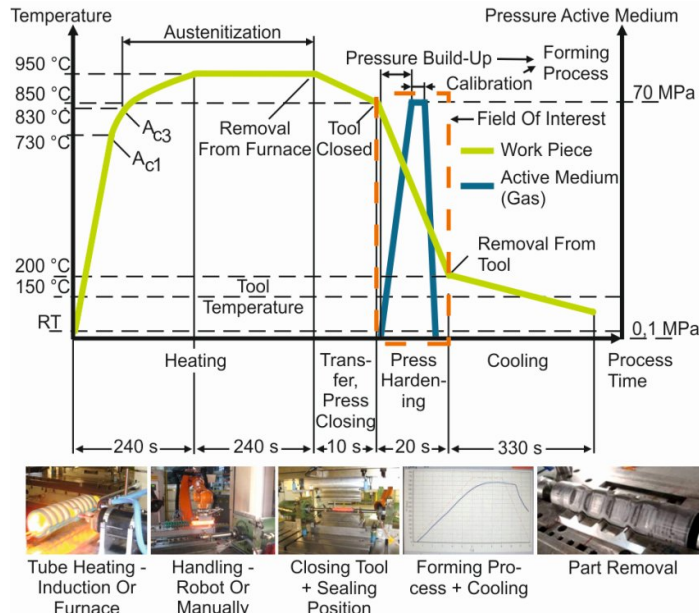 Temperature
Pressure Active Medium
Austenitization
Pressure Build-Up
Forming
Process
Calibration
950 °C
850 °C
830 °C
730 °C
70 MPa
Removal
From Furnace
Tool
Closed
Field Of Interest
Work Piece
Active Medium
(Gas)
Ac3
Ac1
Removal From
Tool
200 °C
150 °C
Tool
Temperature
RT
0,1 MPa
Heating
Trans-
fer,
Press
Closing
Press
Harden-
ing
Cooling
Process
Time
240 s
240 s
10 s
20 s
330 s
Tube Heating -
Induction Or
Furnace
Handling -
Robot Or
Manually
Closing Tool
+ Sealing
Position
Forming Pro-
cess + Cooling
Part Removal